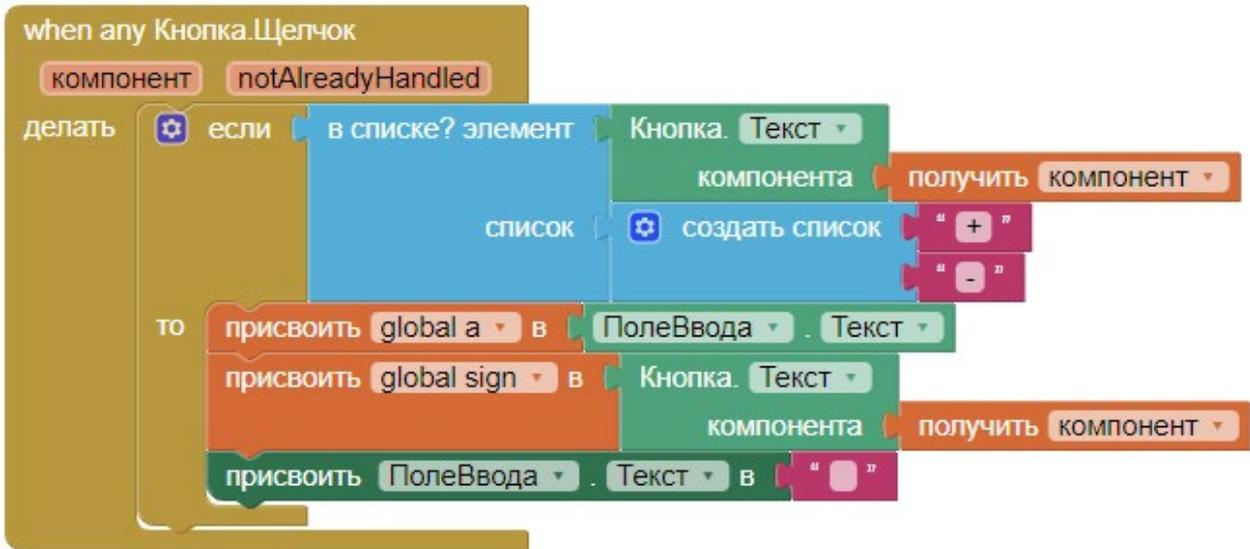 when any Кнопка.Щелчок
компонент notAlreadyHandled
делать если в списке? элемент Кнопка. Текст
компонента получить компонент
список создать список " + "
" - "
то присвоить global a в ПолеВвода . Текст
присвоить global sign в Кнопка. Текст
компонента получить компонент
присвоить ПолеВвода . Текст в " "